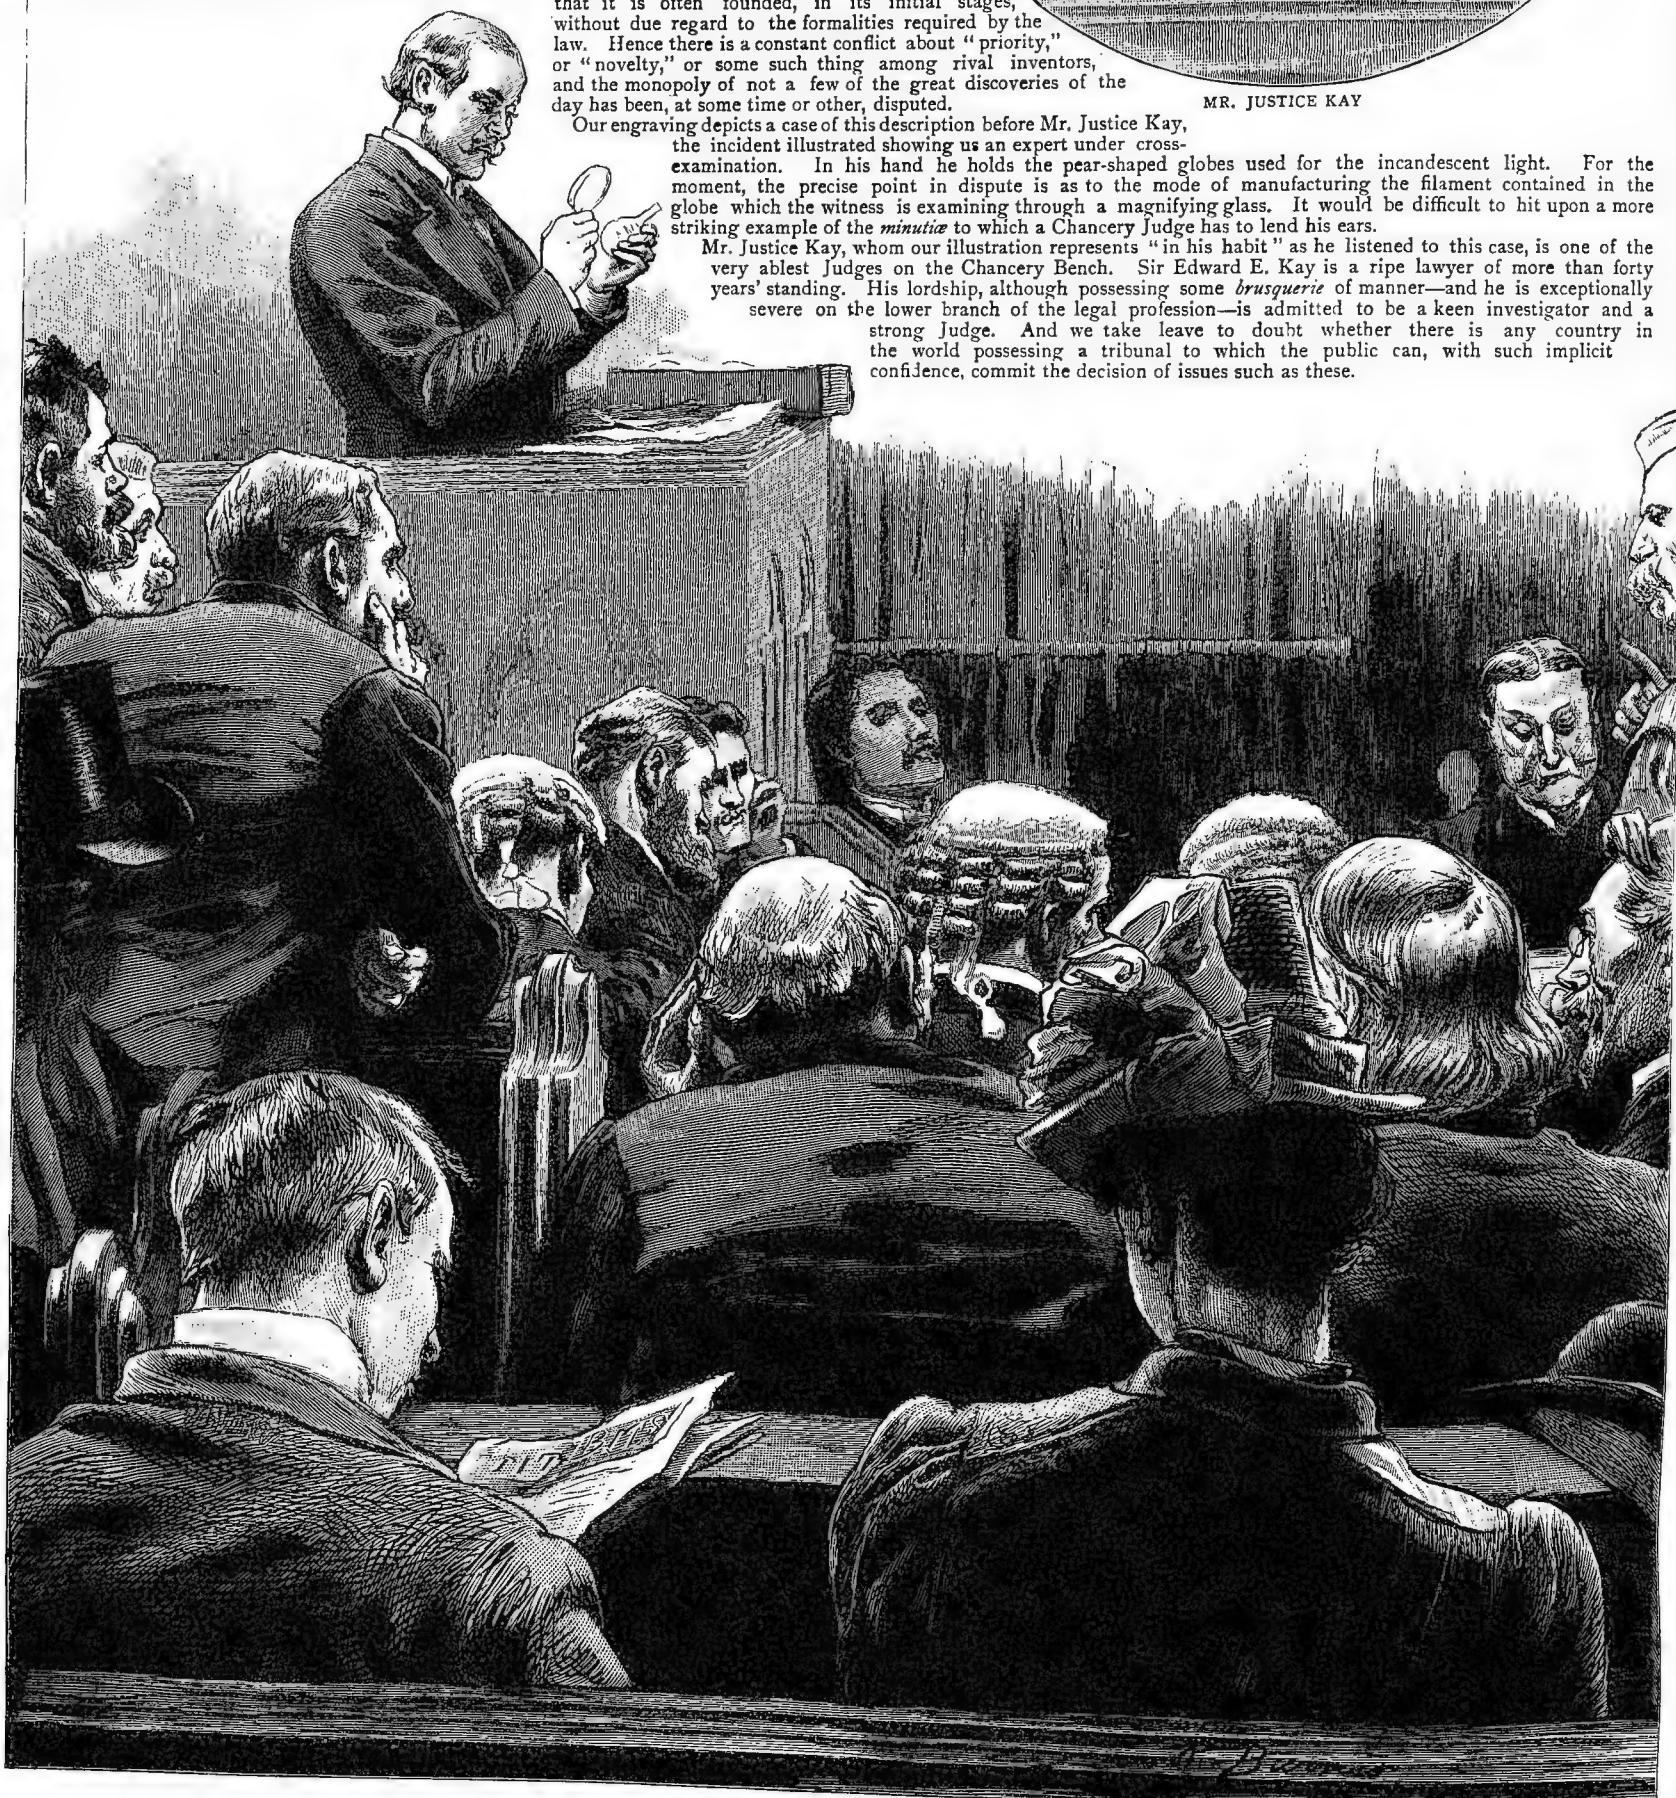 that it is often founded, in its initial stages,
without due regard to the formalities required by the
law. Hence there is a constant conflict about “priority,”
or “novelty,” or some such thing among rival inventors,
and the monopoly of not a few of the great discoveries of the
day has been, at some time or other, disputed.
MR. JUSTICE KAY
Our engraving depicts a case of this description before Mr. Justice Kay,
the incident illustrated showing us an expert under cross-
examination. In his hand he holds the pear-shaped globes used for the incandescent light. For the
moment, the precise point in dispute is as to the mode of manufacturing the filament contained in the
globe which the witness is examining through a magnifying glass. It would be difficult to hit upon a more
striking example of the minutiæ to which a Chancery Judge has to lend his ears.
Mr. Justice Kay, whom our illustration represents “in his habit” as he listened to this case, is one of the
very ablest Judges on the Chancery Bench. Sir Edward E. Kay is a ripe lawyer of more than forty
years’ standing. His lordship, although possessing some brusquerie of manner—and he is exceptionally
severe on the lower branch of the legal profession—is admitted to be a keen investigator and a
strong Judge. And we take leave to doubt whether there is any country in
the world possessing a tribunal to which the public can, with such implicit
confidence, commit the decision of issues such as these.
TIT BITS